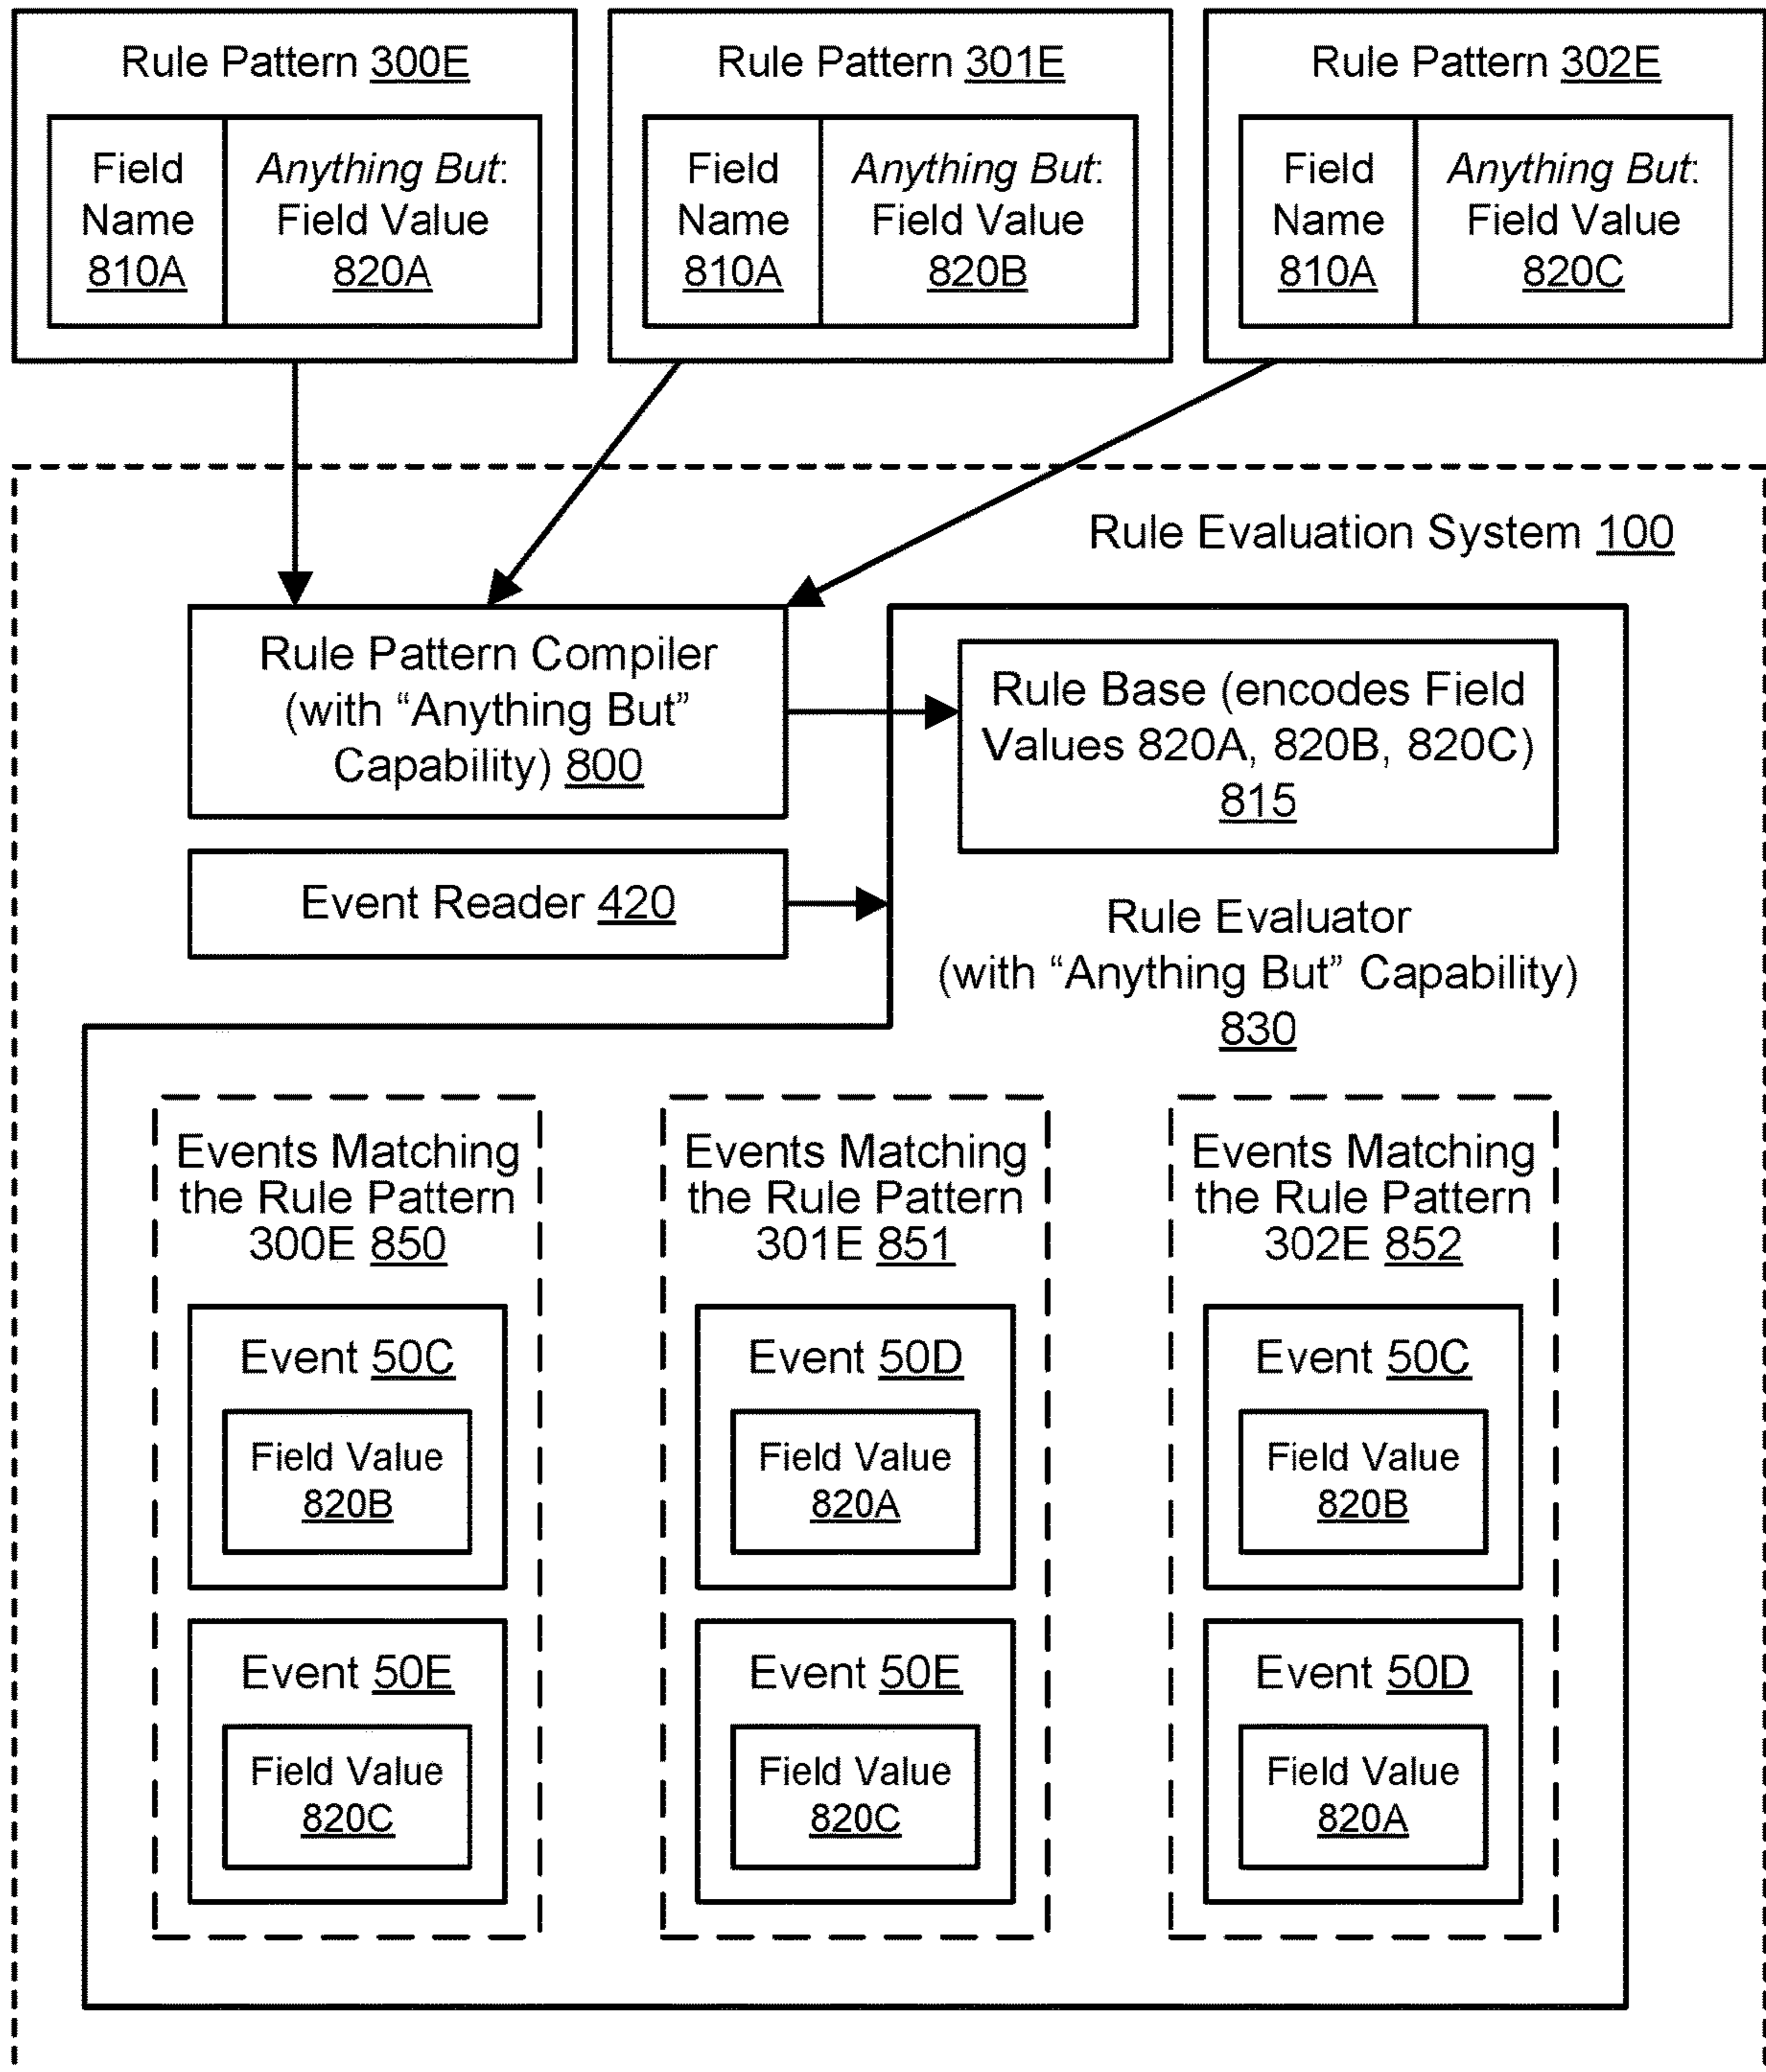 Rule Pattern 300E
Field Name 810A
Anything But: Field Value 820A
Rule Pattern 301E
Field Name 810A
Anything But: Field Value 820B
Rule Pattern 302E
Field Name 810A
Anything But: Field Value 820C
Rule Evaluation System 100
Rule Pattern Compiler
(with “Anything But”
Capability) 800
Rule Base (encodes Field
Values 820A, 820B, 820C)
815
Event Reader 420
Rule Evaluator
(with “Anything But” Capability)
830
Events Matching
the Rule Pattern
300E 850
Event 50C
Field Value
820B
Event 50E
Field Value
820C
Events Matching
the Rule Pattern
301E 851
Event 50D
Field Value
820A
Event 50E
Field Value
820C
Events Matching
the Rule Pattern
302E 852
Event 50C
Field Value
820B
Event 50D
Field Value
820A